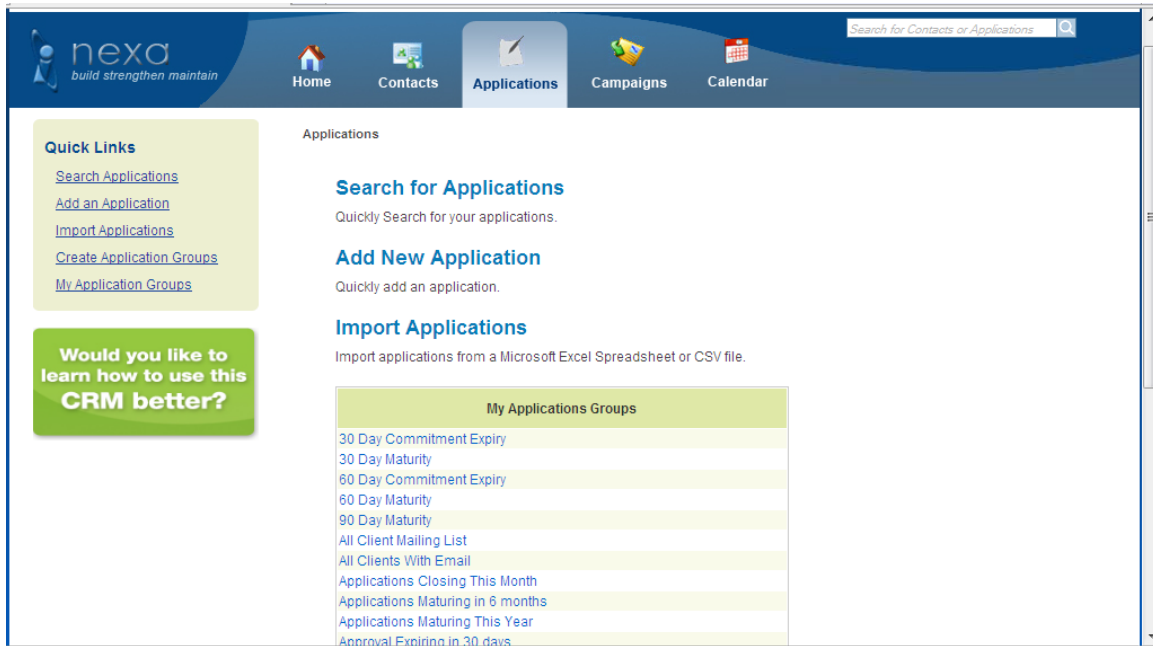 nexa
build strengthen maintain
Home
Contacts
Applications
Campaigns
Calendar
Search for Contacts or Applications
Quick Links
Search Applications
Add an Application
Import Applications
Create Application Groups
My Application Groups
Would you like to
learn how to use this
CRM better?
Applications
Search for Applications
Quickly Search for your applications.
Add New Application
Quickly add an application.
Import Applications
Import applications from a Microsoft Excel Spreadsheet or CSV file.
My Applications Groups
30 Day Commitment Expiry
30 Day Maturity
60 Day Commitment Expiry
60 Day Maturity
90 Day Maturity
All Client Mailing List
All Clients With Email
Applications Closing This Month
Applications Maturing in 6 months
Applications Maturing This Year
Approval Expiring in 30 days